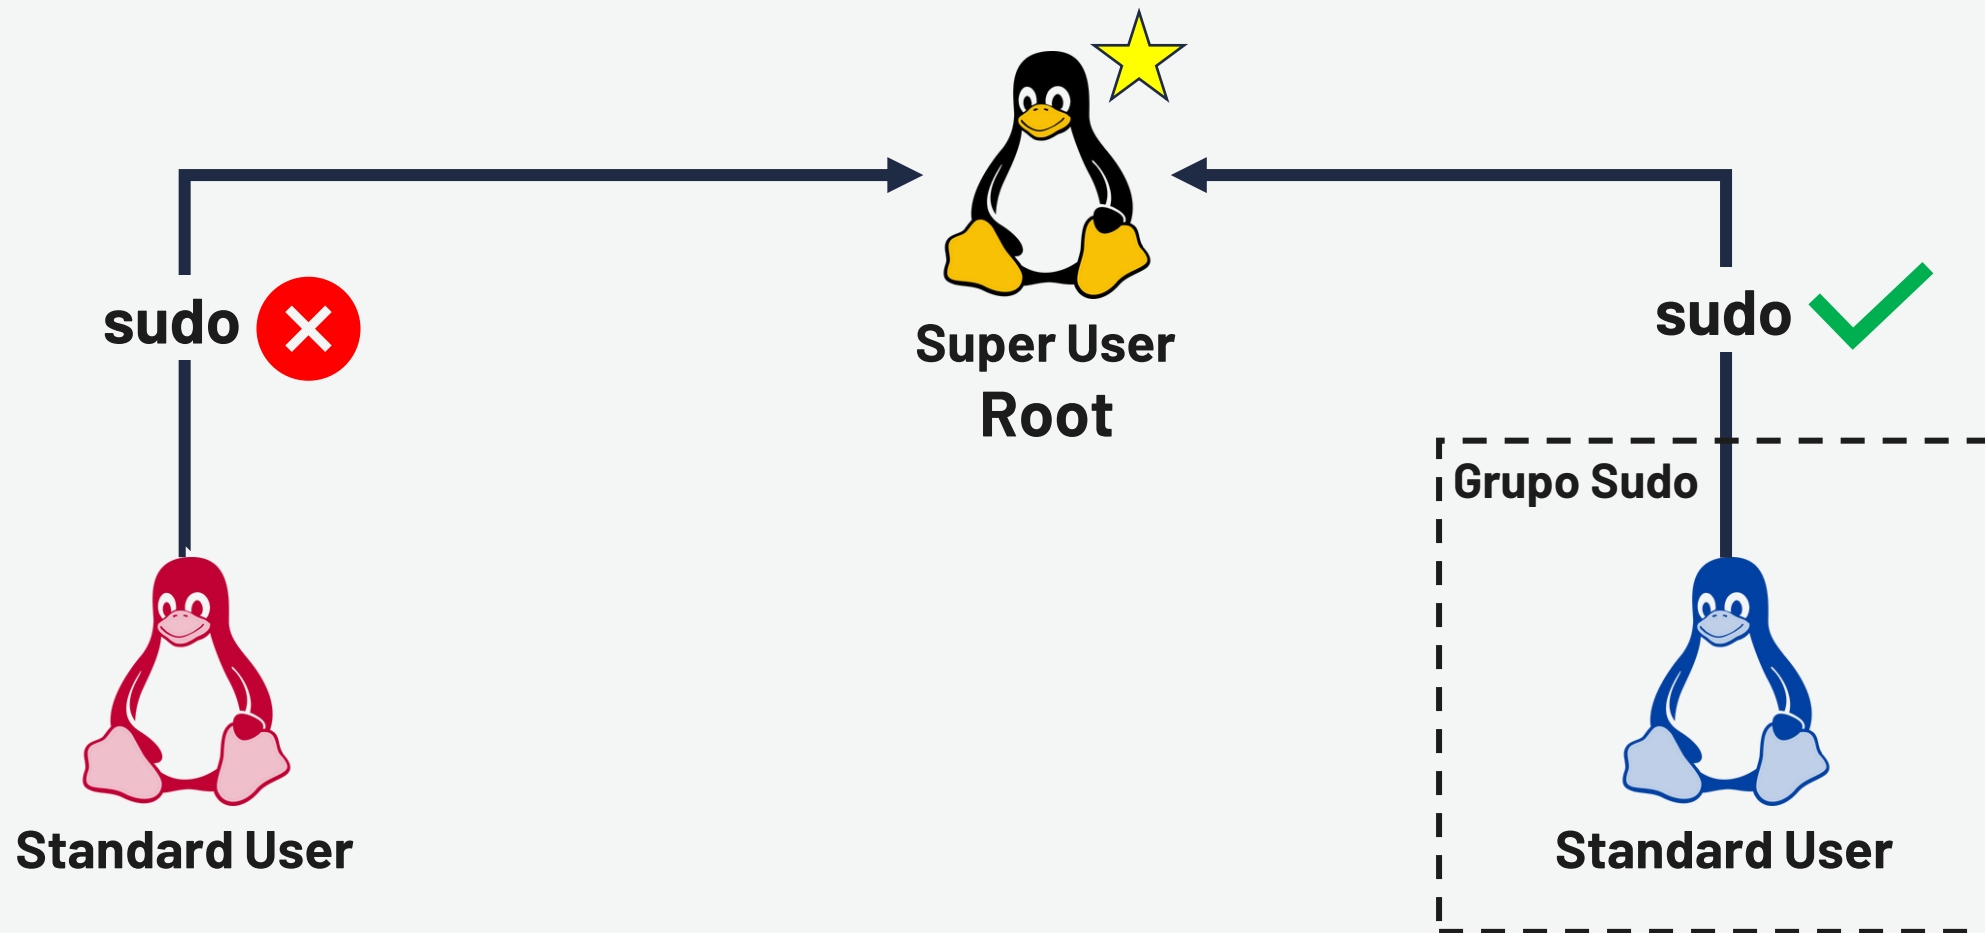 sudo
Super User
Root
sudo
Grupo Sudo
Standard User
Standard User